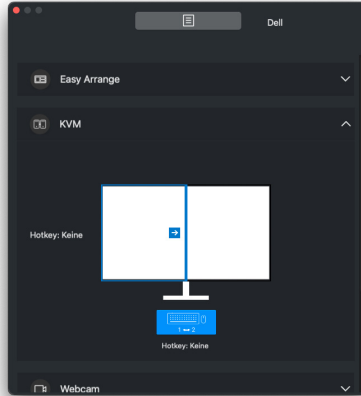 Dell
Easy Arrange
KVM
Hotkey: Keine
1 ↔ 2
Hotkey: Keine
Webcam